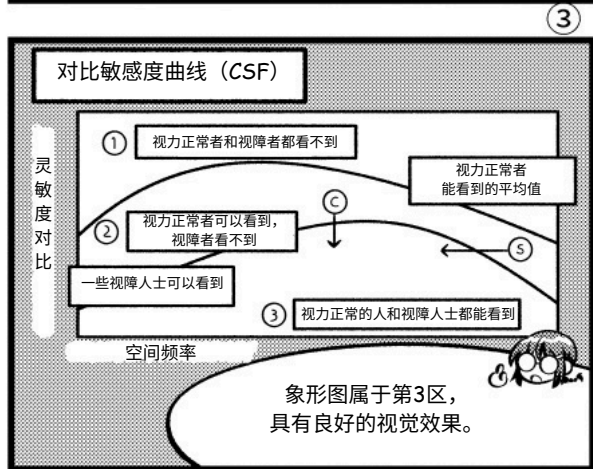 ③
对比敏感度曲线（CSF）
灵敏度对比
① 视力正常者和视障者都看不到
视力正常者
能看到的平均值
② 视力正常者可以看到，
视障者看不到
C
S
一些视障人士可以看到
③ 视力正常的人和视障人士都能看到
空间频率
象形图属于第3区，
具有良好的视觉效果。